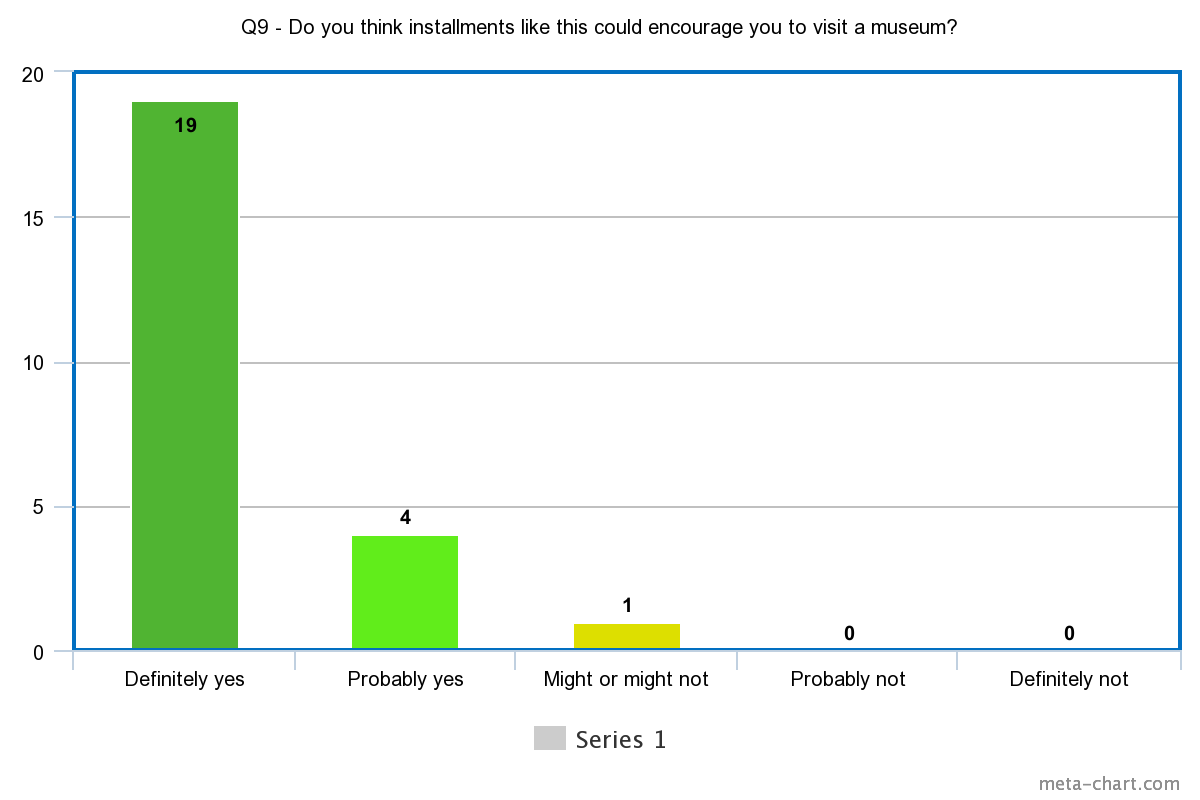 Q9 - Do you think installments like this could encourage you to visit a museum?
20
15
10
5
0
19
4
1
0
0
Definitely yes
Probably yes
Might or might not
Probably not
Definitely not
Series 1
meta-chart.com